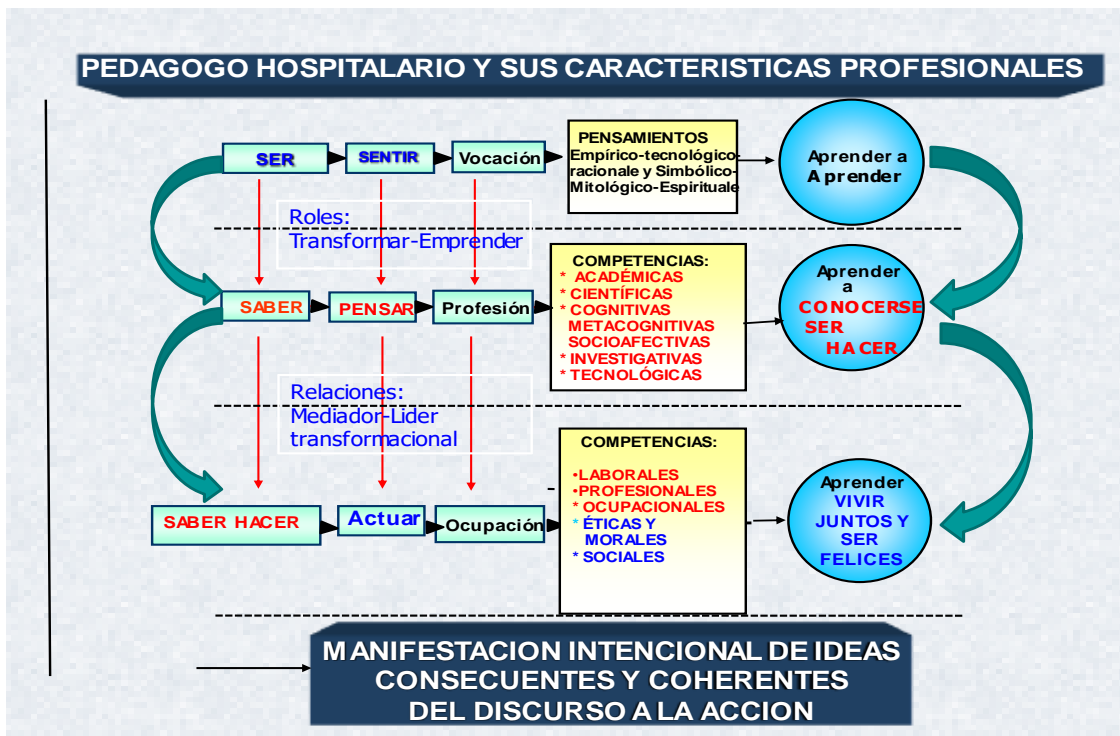 PEDAGOGO HOSPITALARIO Y SUS CARACTERISTICAS PROFESIONALES
SER
SENTIR
Vocación
PENSAMIENTOS
Empírico-tecnológico-
racionale y Simbólico-
Mitológico-Espirituale
Aprender a
Aprender
Roles:
Transformar-Emprender
SABER
PENSAR
Profesión
COMPETENCIAS:
* ACADÉMICAS
* CIENTÍFICAS
* COGNITIVAS
METACOGNITIVAS
SOCIOAFECTIVAS
* INVESTIGATIVAS
* TECNOLÓGICAS
Aprender
a
CONOCERSE
SER
HACER
Relaciones:
Mediador-Lider
transformacional
SABER HACER
Actuar
Ocupación
COMPETENCIAS:
•LABORALES
•PROFESIONALES
* OCUPACIONALES
* ÉTICAS Y
MORALES
* SOCIALES
Aprender
VIVIR
JUNTOS Y
SER
FELICES
MANIFESTACION INTENCIONAL DE IDEAS
CONSECUENTES Y COHERENTES
DEL DISCURSO A LA ACCION